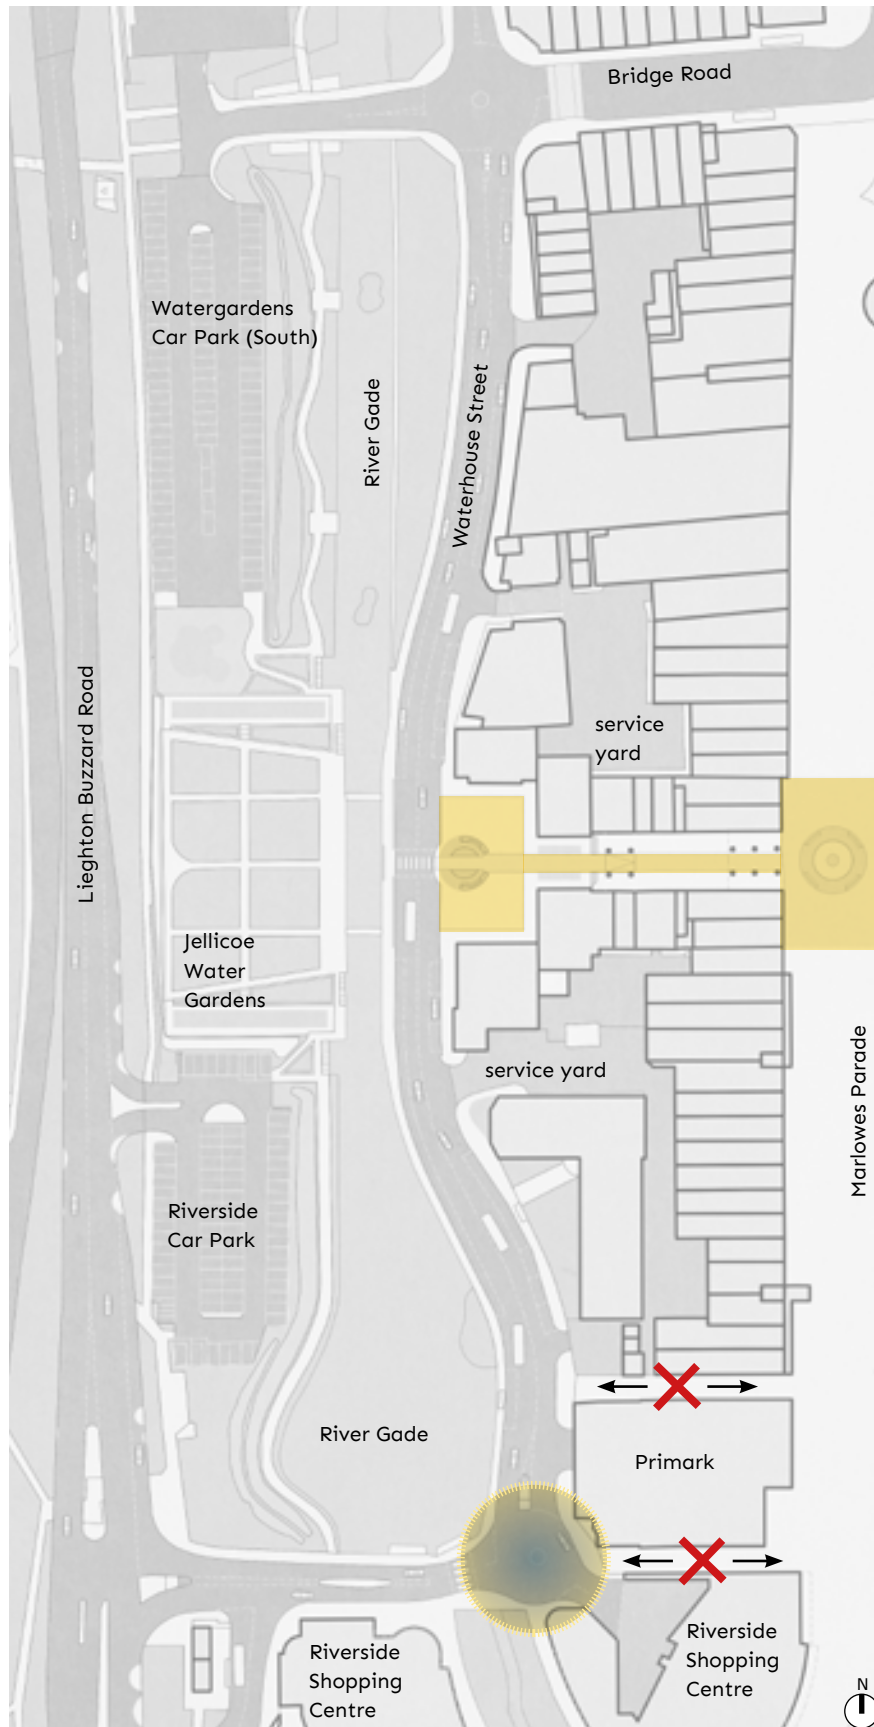 Bridge Road
Watergardens
Car Park (South)
River Gade
Waterhouse Street
Lieghton Buzzard Road
service
yard
Jellicoe
Water
Gardens
service yard
Marlowes Parade
Riverside
Car Park
River Gade
Primark
Riverside
Shopping
Centre
Riverside
Shopping
Centre
N